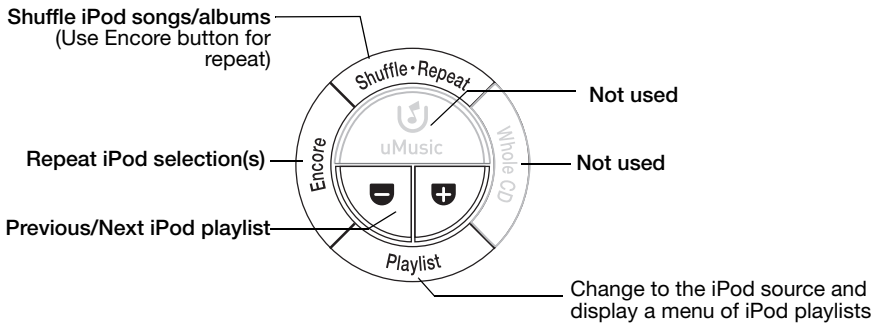 Shuffle iPod songs/albums
(Use Encore button for
repeat)
Shuffle • Repeat
Not used
uMusic
Whole CD
Not used
Encore
Repeat iPod selection(s)
Previous/Next iPod playlist
Playlist
Change to the iPod source and
display a menu of iPod playlists